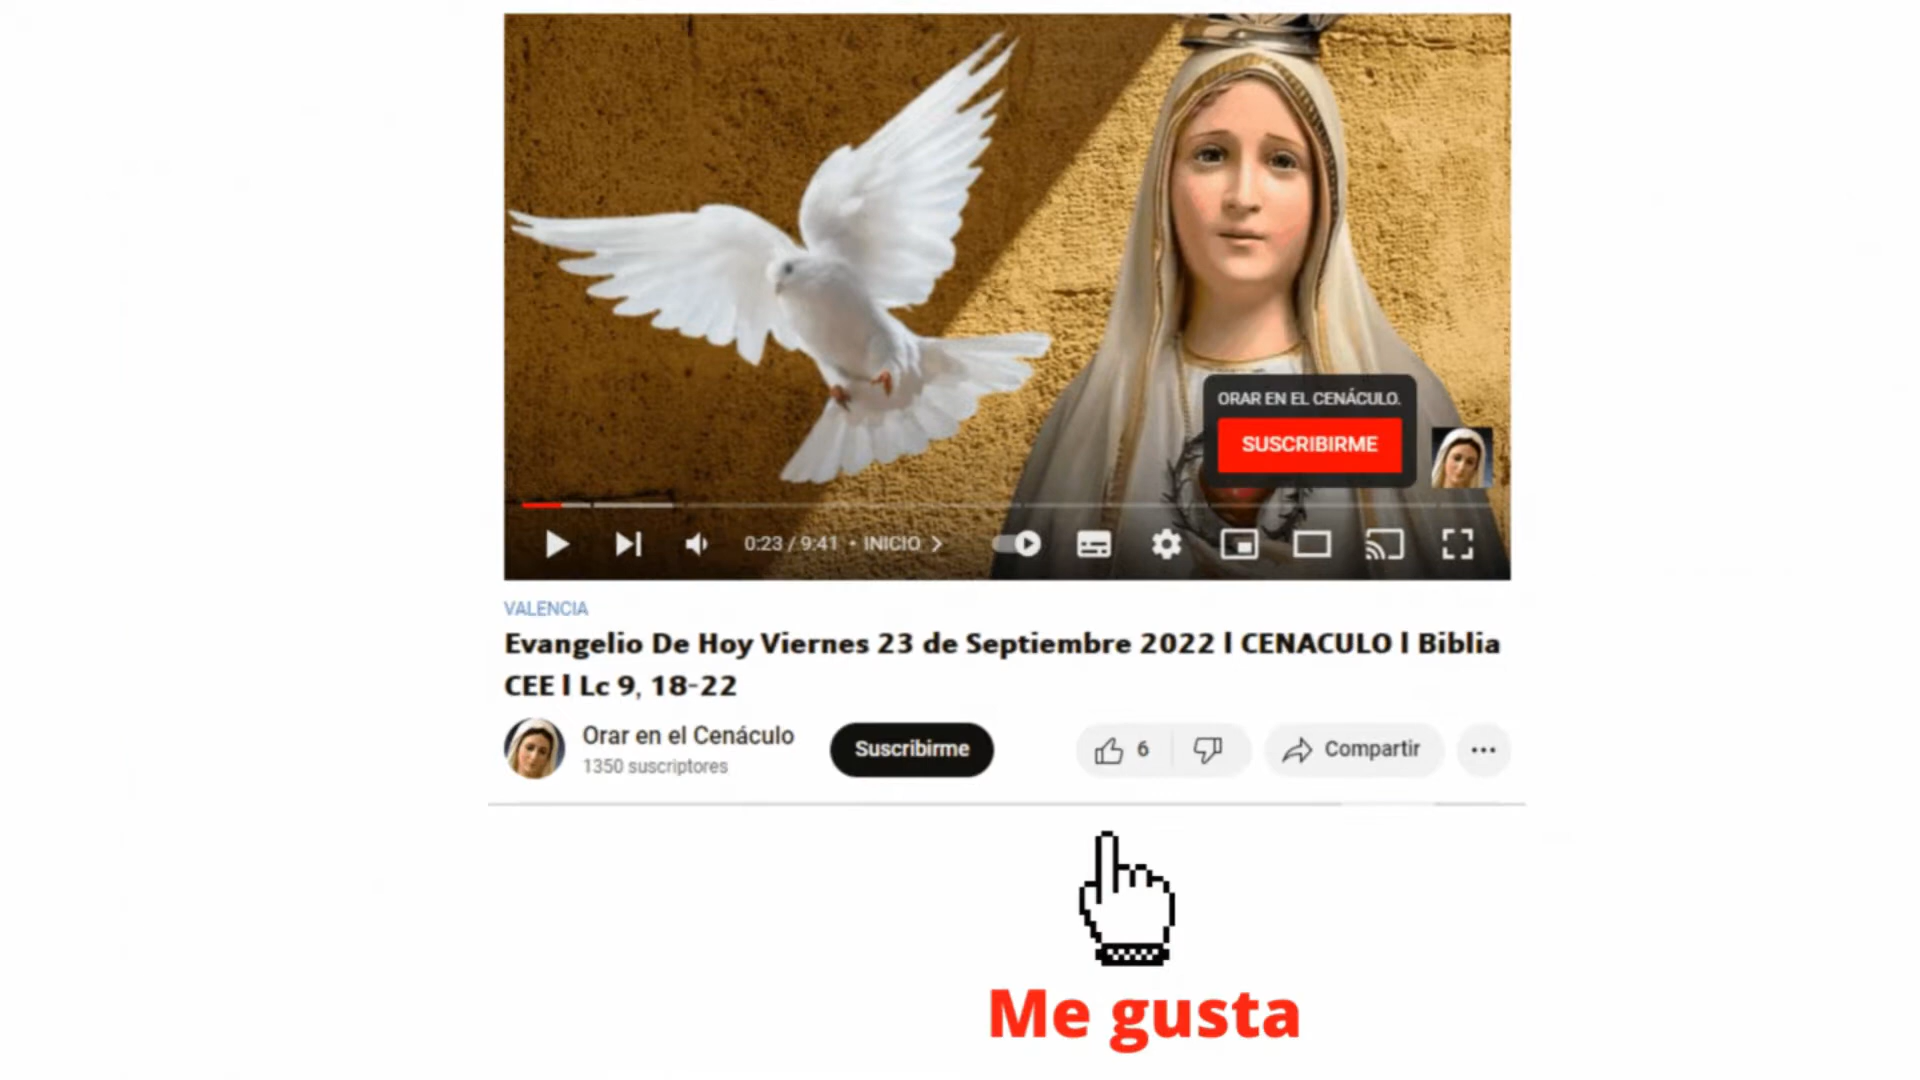 ORAR EN EL CENÁCULO.
SUSCRIBIRME
0:23 / 9:41 • INICIO
VALENCIA
Evangelio De Hoy Viernes 23 de Septiembre 2022 l CENACULO l Biblia
CEE l Lc 9, 18-22
Orar en el Cenáculo
1350 suscriptores
Suscribirme
6
Compartir
Me gusta